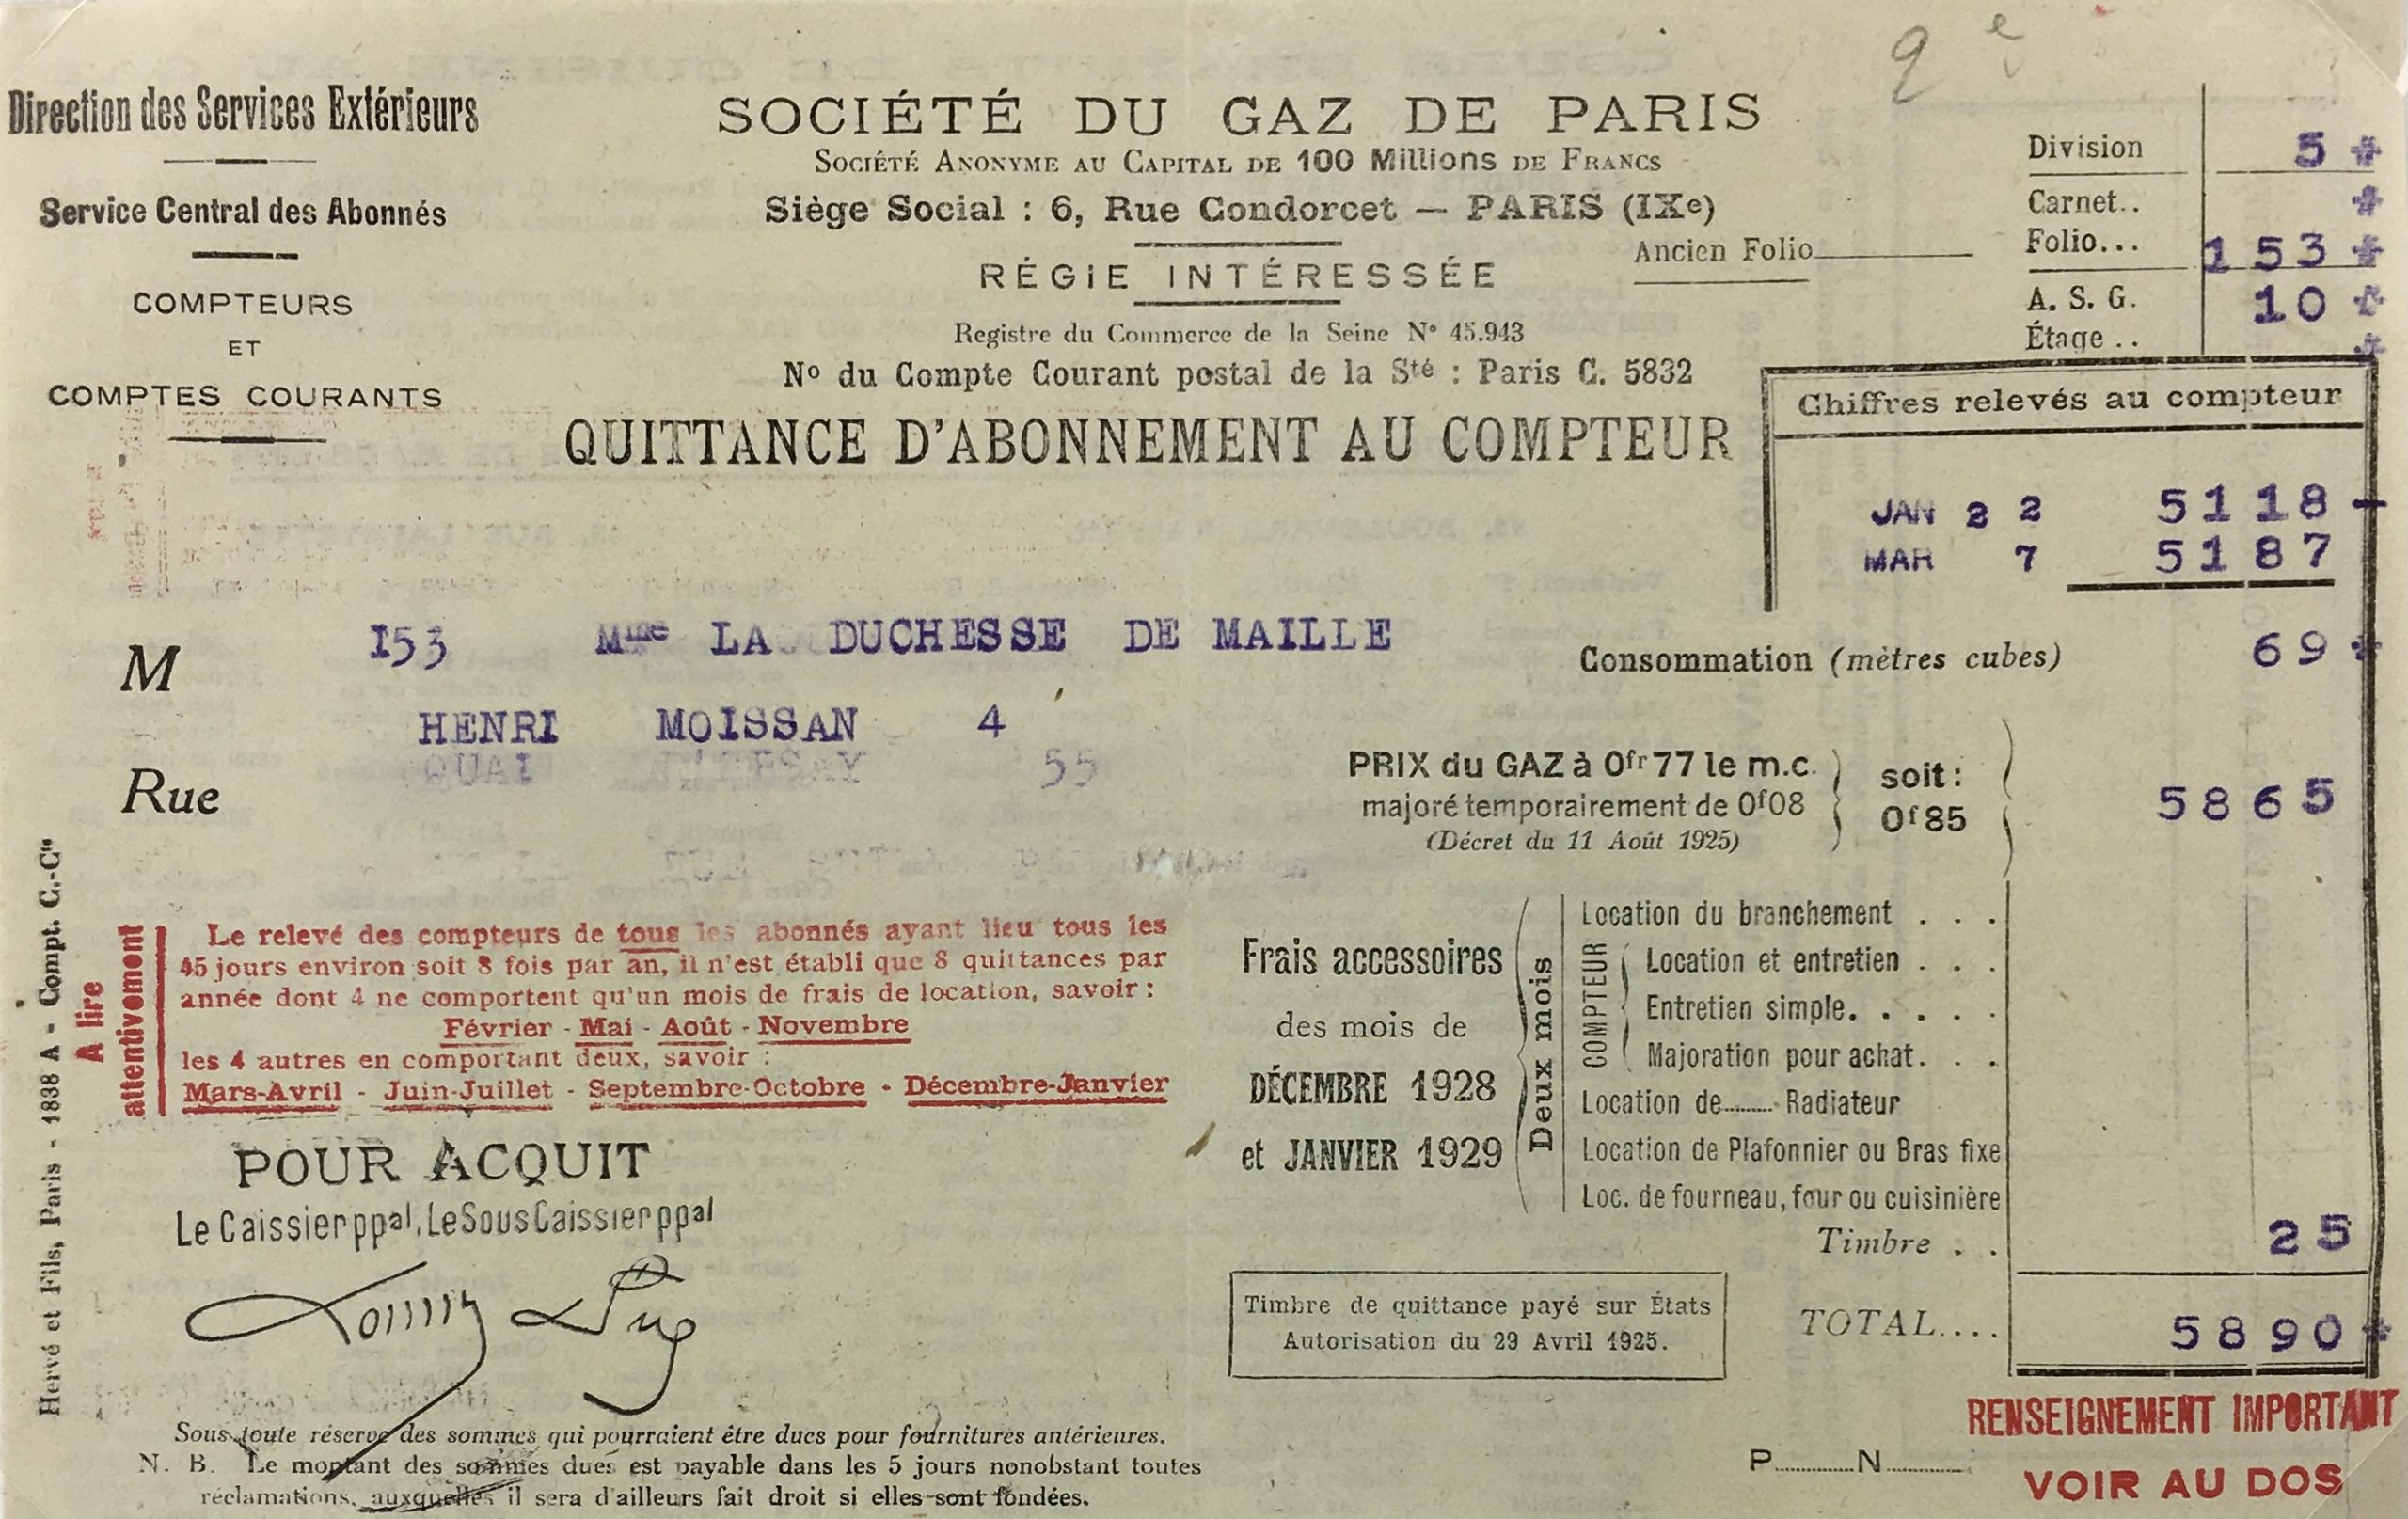 Direction des Services Extérieurs
Service Central des Abonnés
COMPTEURS
ET
COMPTES COURANTS
SOCIÉTÉ DU GAZ DE PARIS
SOCIÉTÉ ANONYME AU CAPITAL DE 100 Millions DE FRANCS
Siège Social : 6, Rue Condorcet — PARIS (IXe)
RÉGIE INTÉRESSÉE
Ancien Folio
Registre du Commerce de la Seine N° 45.943
No du Compte Courant postal de la Sté : Paris C. 5832
QUITTANCE D'ABONNEMENT AU COMPTEUR
Division 5 *
Carnet.. *
Folio... 153 *
A. S. G. 10 *
Étage .. *
Chiffres relevés au compteur
JAN 22 5118
MAR 7 5187
M 153 Mme LA DUCHESSE DE MAILLE
Consommation (mètres cubes) 69 *
HENRI MOISSAN 4
QUAI D'ORSAY 55
Rue
PRIX du GAZ à 0fr77 le m.c.
majoré temporairement de 0f08
(Décret du 11 Août 1925)
soit :
0f85
5865
A lire
attentivement
Le relevé des compteurs de tous les abonnés ayant lieu tous les
45 jours environ soit 8 fois par an, il n'est établi que 8 quittances par
année dont 4 ne comportent qu'un mois de frais de location, savoir :
Février - Mai - Août - Novembre
les 4 autres en comportant deux, savoir :
Mars-Avril - Juin-Juillet - Septembre-Octobre - Décembre-Janvier
Frais accessoires
des mois de
DÉCEMBRE 1928
et JANVIER 1929
Deux mois
Location du branchement . . .
COMPTEUR
Location et entretien . . .
Entretien simple. . . . .
Majoration pour achat. . .
Location de........ Radiateur
Location de Plafonnier ou Bras fixe
Loc. de fourneau, four ou cuisinière
Timbre . . 25
Timbre de quittance payé sur États
Autorisation du 29 Avril 1925.
TOTAL.... 5890 *
POUR ACQUIT
Le Caissier ppal, Le Sous Caissier ppal
Sous toute réserve des sommes qui pourraient être dues pour fournitures antérieures.
N. B. Le montant des sommes dues est payable dans les 5 jours nonobstant toutes
réclamations, auxquelles il sera d'ailleurs fait droit si elles sont fondées.
P............N............
RENSEIGNEMENT IMPORTANT
VOIR AU DOS
Hervé et Fils, Paris - 1838 A - Compt. C.-Cts